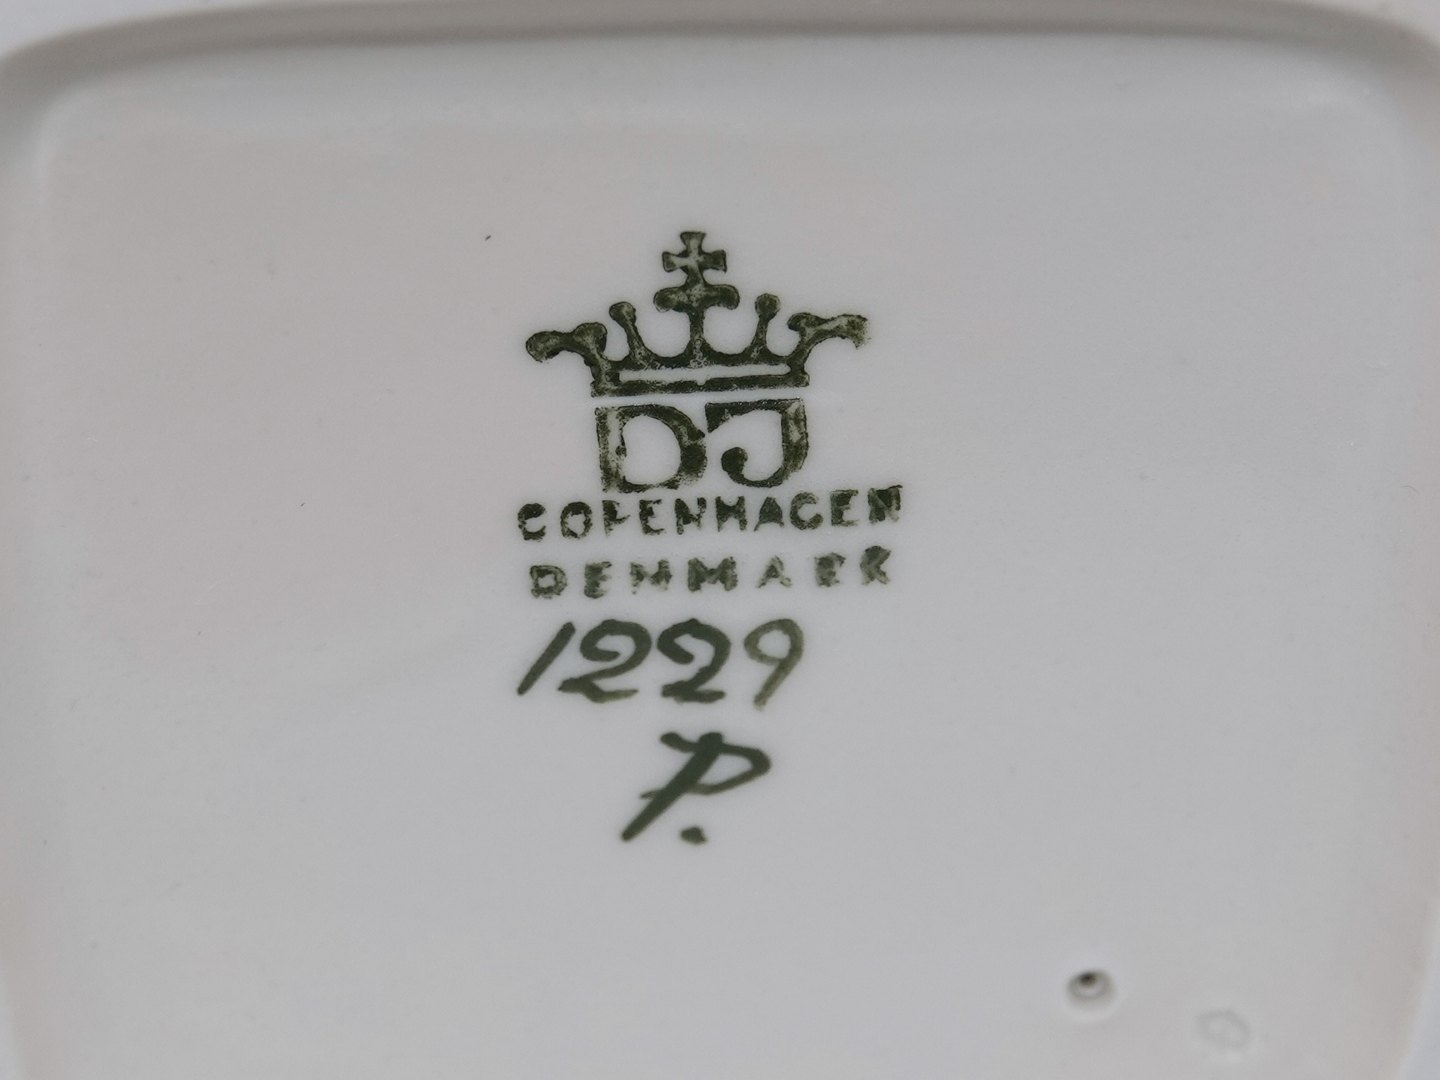 DJ
COPENHAGEN
DENMARK
1229
P.